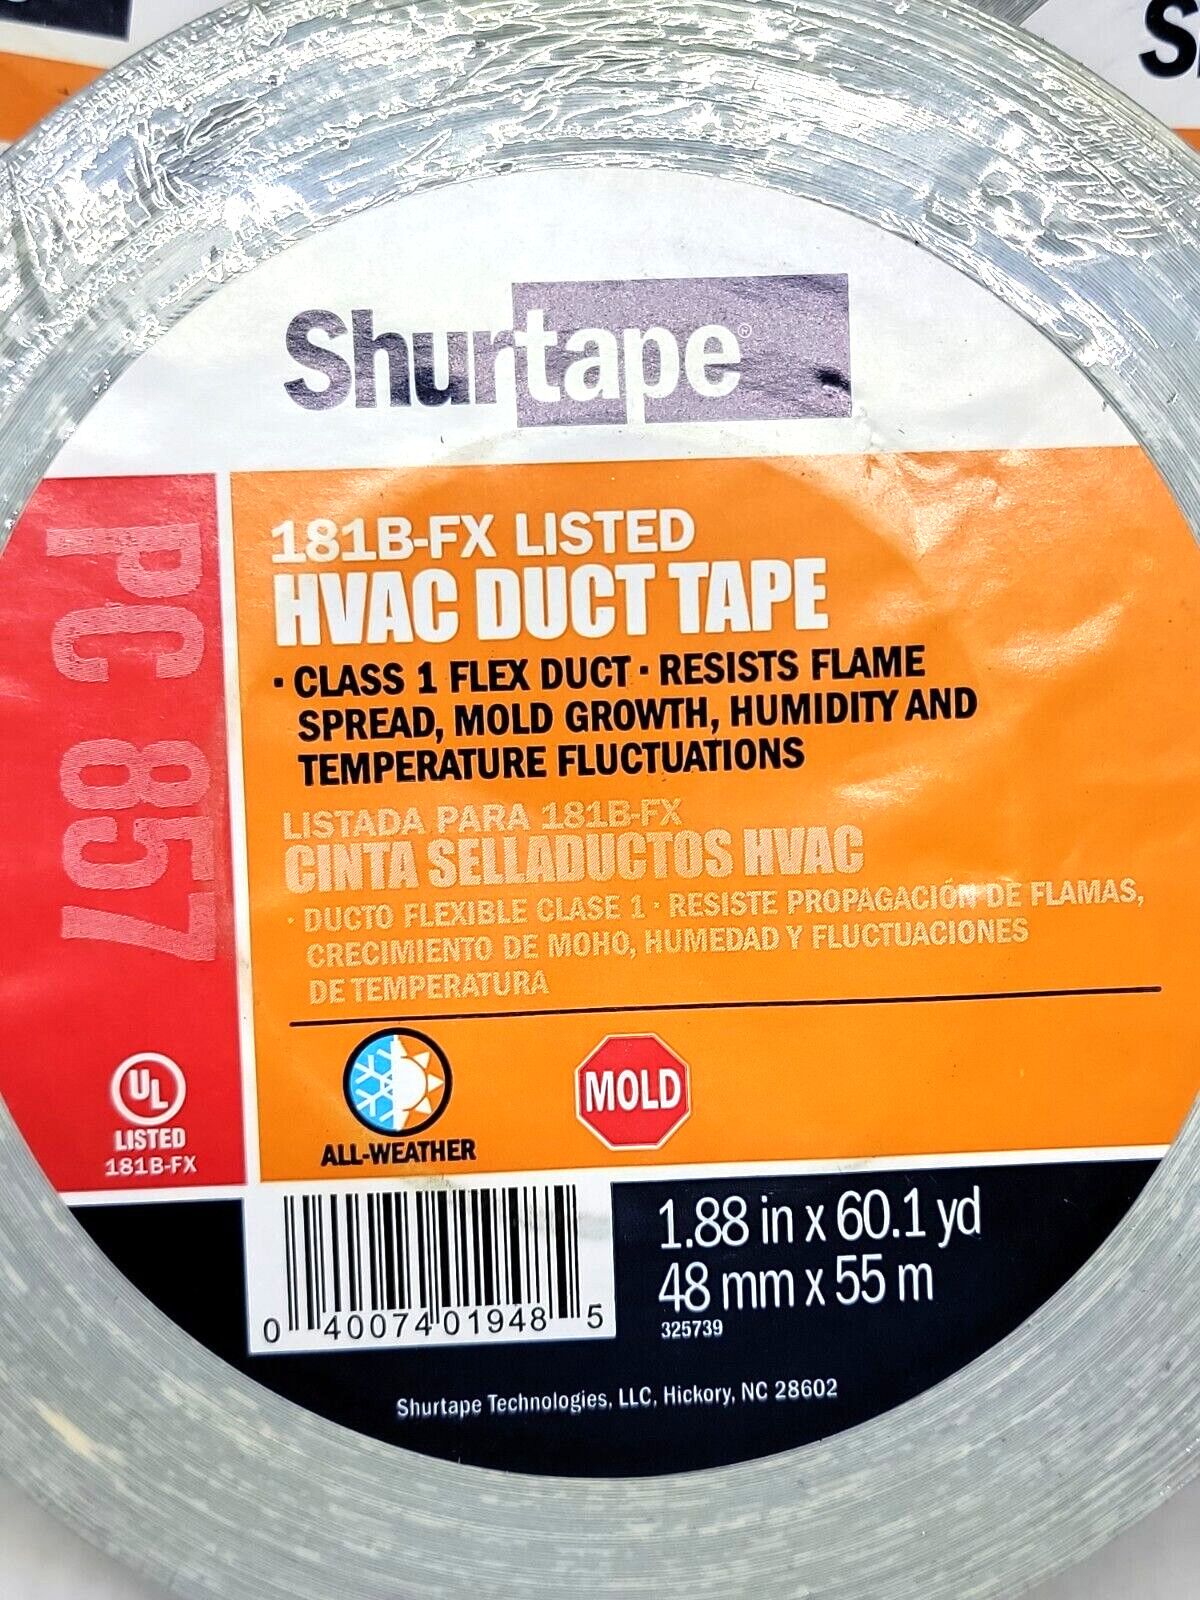 Shurtape®
181B-FX LISTED
HVAC DUCT TAPE
· CLASS 1 FLEX DUCT · RESISTS FLAME
SPREAD, MOLD GROWTH, HUMIDITY AND
TEMPERATURE FLUCTUATIONS
LISTADA PARA 181B-FX
CINTA SELLADUCTOS HVAC
· DUCTO FLEXIBLE CLASE 1 · RESISTE PROPAGACIÓN DE FLAMAS,
CRECIMIENTO DE MOHO, HUMEDAD Y FLUCTUACIONES
DE TEMPERATURA
PC 857
UL
LISTED
181B-FX
ALL-WEATHER
MOLD
0 40074 01948 5
1.88 in x 60.1 yd
48 mm x 55 m
325739
Shurtape Technologies, LLC, Hickory, NC 28602